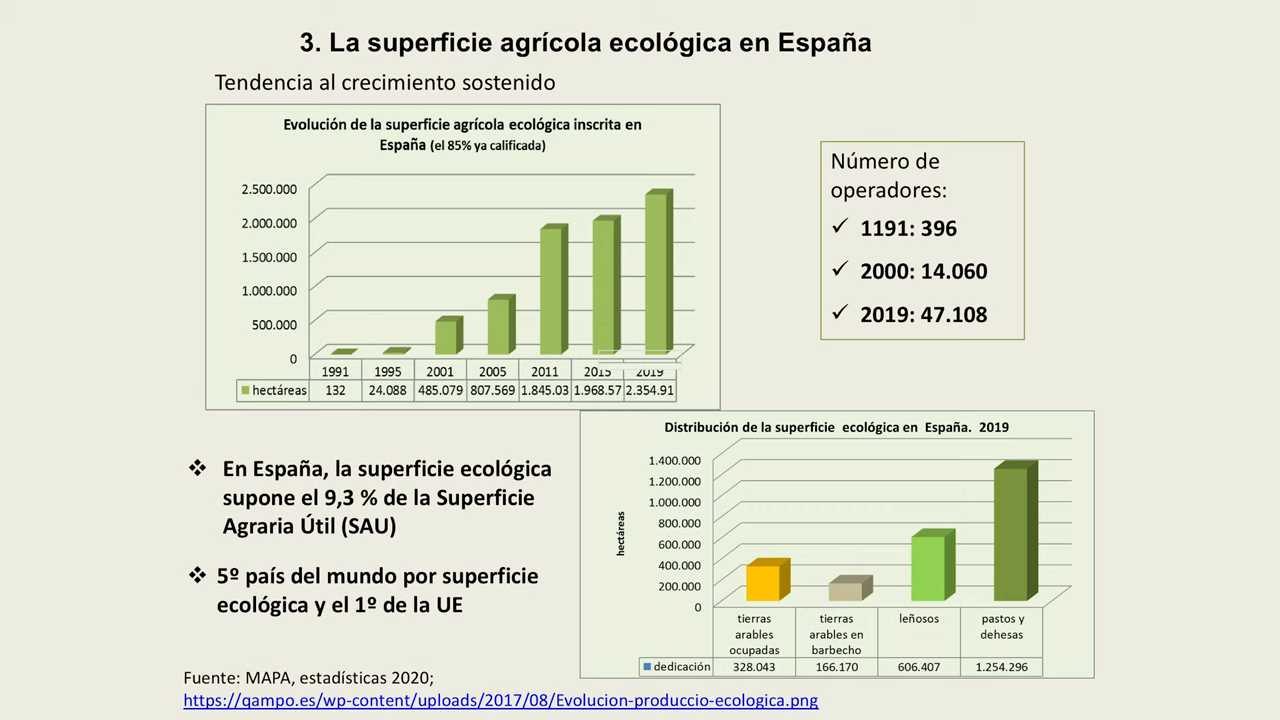 3. La superficie agrícola ecológica en España
Tendencia al crecimiento sostenido
Evolución de la superficie agrícola ecológica inscrita en
España (el 85% ya calificada)
2.500.000
2.000.000
1.500.000
1.000.000
500.000
0
1991 1995 2001 2005 2011 2015 2019
hectáreas 132 24.088 485.079 807.569 1.845.03 1.968.57 2.354.91
Número de
operadores:
✓ 1191: 396
✓ 2000: 14.060
✓ 2019: 47.108
❖ En España, la superficie ecológica
supone el 9,3 % de la Superficie
Agraria Útil (SAU)
❖ 5º país del mundo por superficie
ecológica y el 1º de la UE
Distribución de la superficie ecológica en España. 2019
hectáreas
1.400.000
1.200.000
1.000.000
800.000
600.000
400.000
200.000
0
tierras arables ocupadas
tierras arables en barbecho
leñosos
pastos y dehesas
dedicación 328.043 166.170 606.407 1.254.296
Fuente: MAPA, estadísticas 2020;
https://qampo.es/wp-content/uploads/2017/08/Evolucion-produccio-ecologica.png